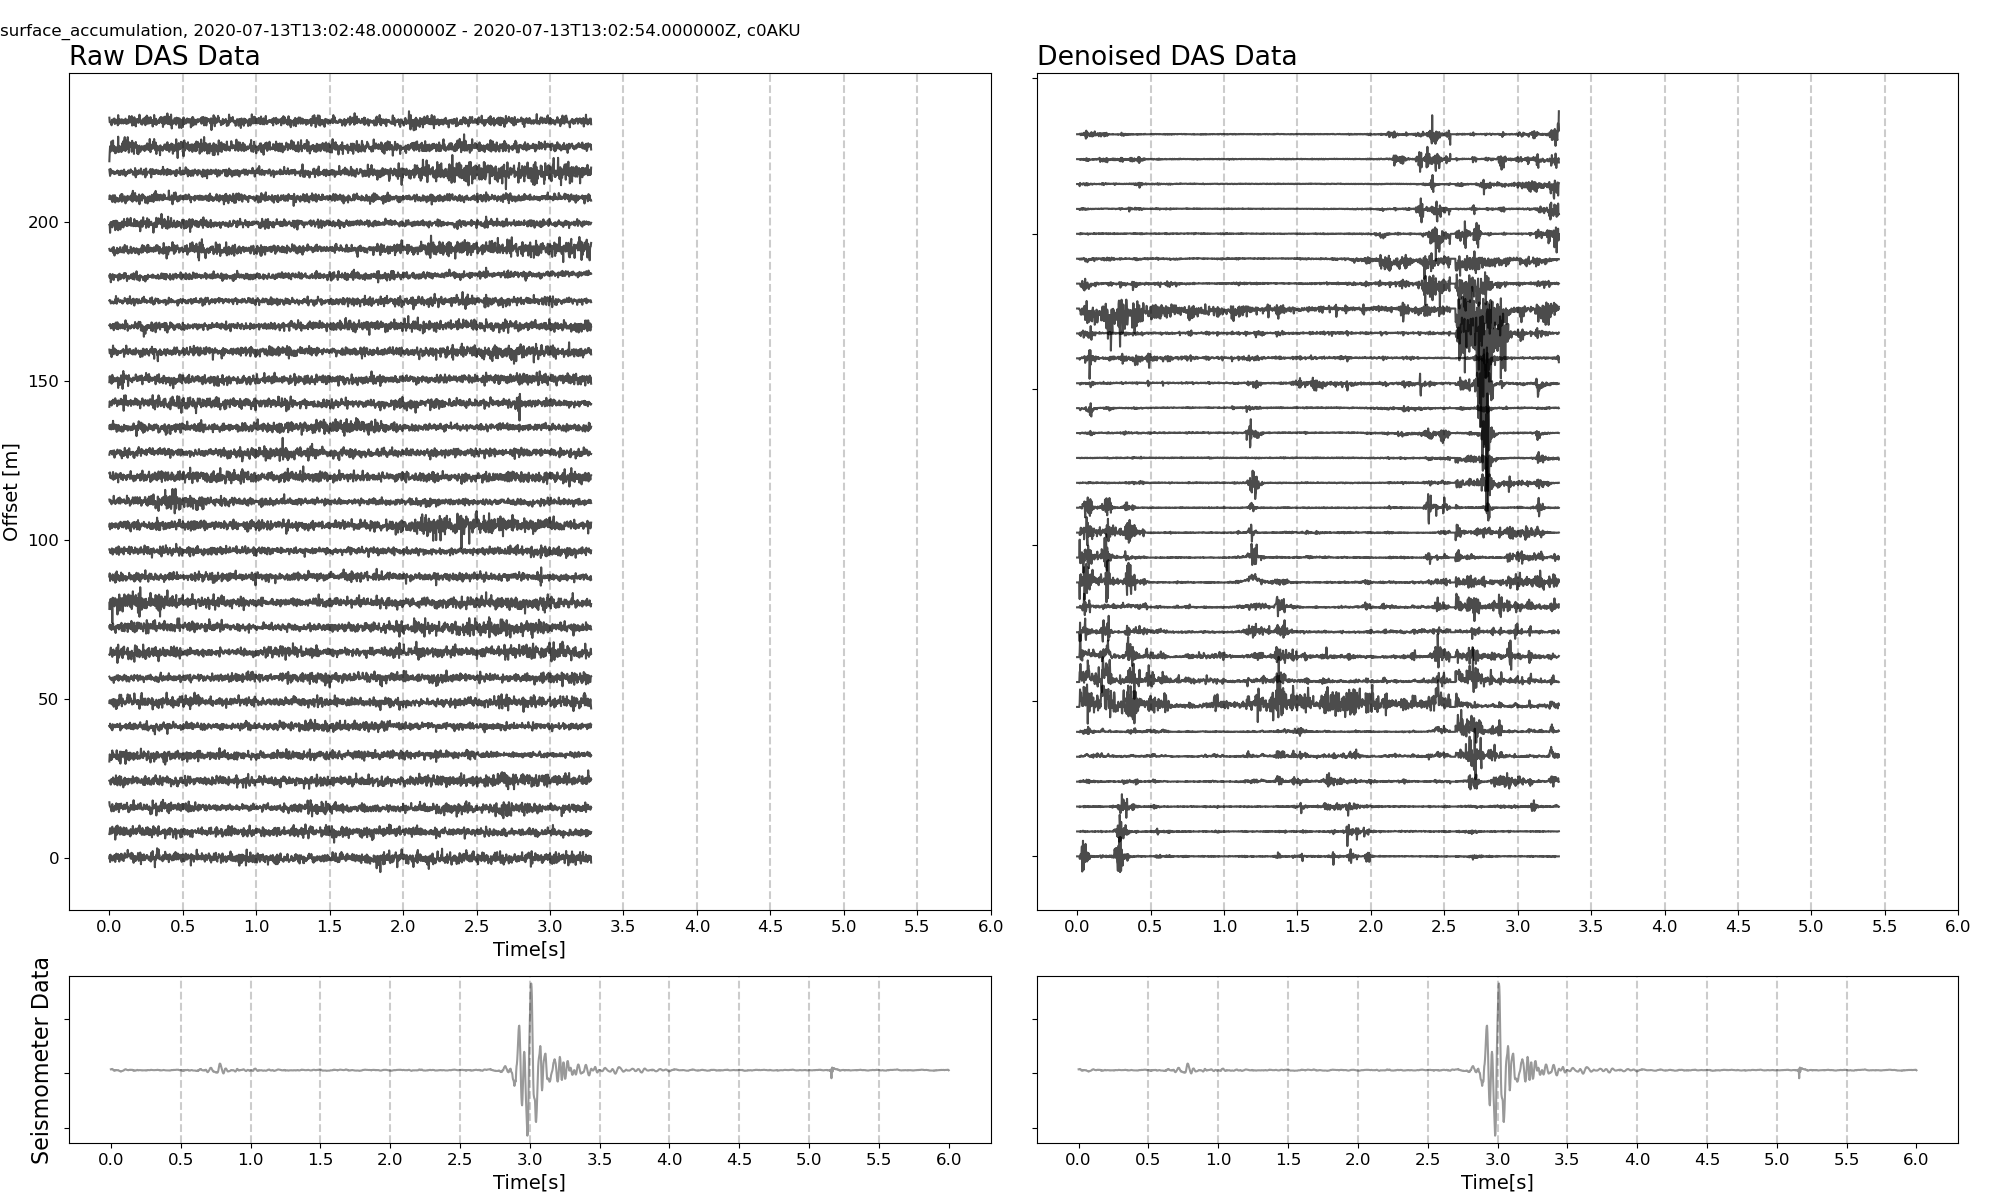 surface_accumulation, 2020-07-13T13:02:48.000000Z - 2020-07-13T13:02:54.000000Z, c0AKU
Raw DAS Data
Denoised DAS Data
Offset [m]
200
150
100
50
0
0.0 0.5 1.0 1.5 2.0 2.5 3.0 3.5 4.0 4.5 5.0 5.5 6.0
Time[s]
0.0 0.5 1.0 1.5 2.0 2.5 3.0 3.5 4.0 4.5 5.0 5.5 6.0
Seismometer Data
0.0 0.5 1.0 1.5 2.0 2.5 3.0 3.5 4.0 4.5 5.0 5.5 6.0
Time[s]
0.0 0.5 1.0 1.5 2.0 2.5 3.0 3.5 4.0 4.5 5.0 5.5 6.0
Time[s]